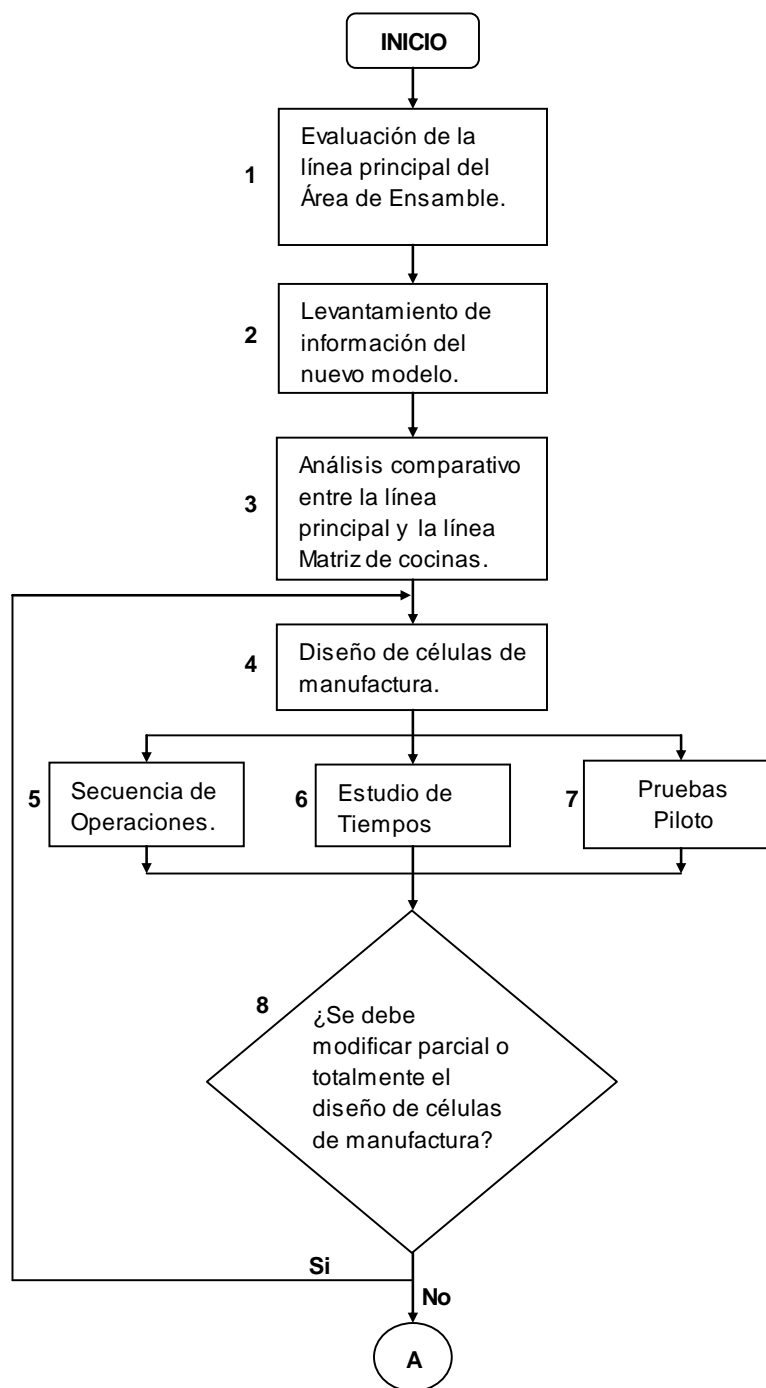 INICIO
1
Evaluación de la
línea principal del
Área de Ensamble.
2
Levantamiento de
información del
nuevo modelo.
3
Análisis comparativo
entre la línea
principal y la línea
Matriz de cocinas.
4
Diseño de células de
manufactura.
5
Secuencia de
Operaciones.
6
Estudio de
Tiempos
7
Pruebas
Piloto
8
¿Se debe
modificar parcial o
totalmente el
diseño de células
de manufactura?
Si
No
A